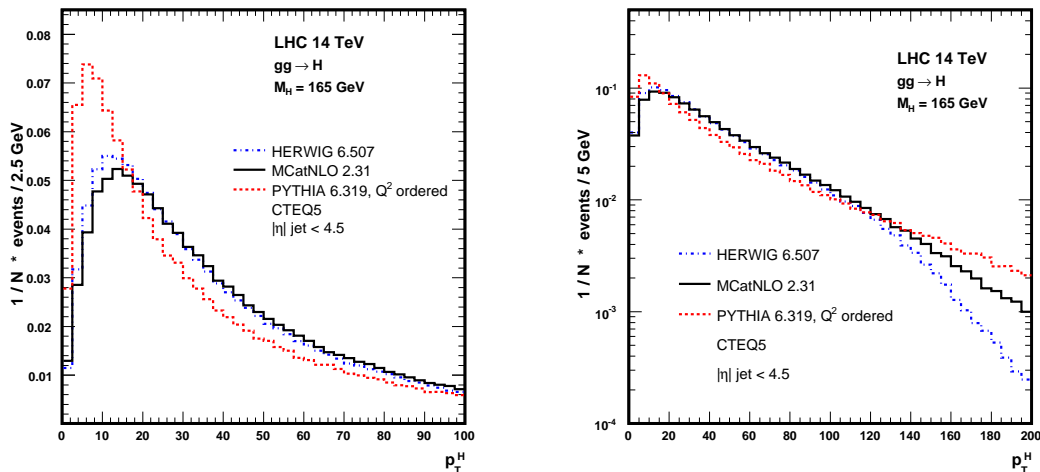 1 / N * events / 2.5 GeV
0.08
0.07
0.06
0.05
0.04
0.03
0.02
0.01
LHC 14 TeV
gg → H
M_H = 165 GeV
HERWIG 6.507
MCatNLO 2.31
PYTHIA 6.319, Q² ordered
CTEQ5
|η| jet < 4.5
0 10 20 30 40 50 60 70 80 90 100
p_T^H
1 / N * events / 5 GeV
10⁻¹
10⁻²
10⁻³
10⁻⁴
LHC 14 TeV
gg → H
M_H = 165 GeV
HERWIG 6.507
MCatNLO 2.31
PYTHIA 6.319, Q² ordered
CTEQ5
|η| jet < 4.5
0 20 40 60 80 100 120 140 160 180 200
p_T^H